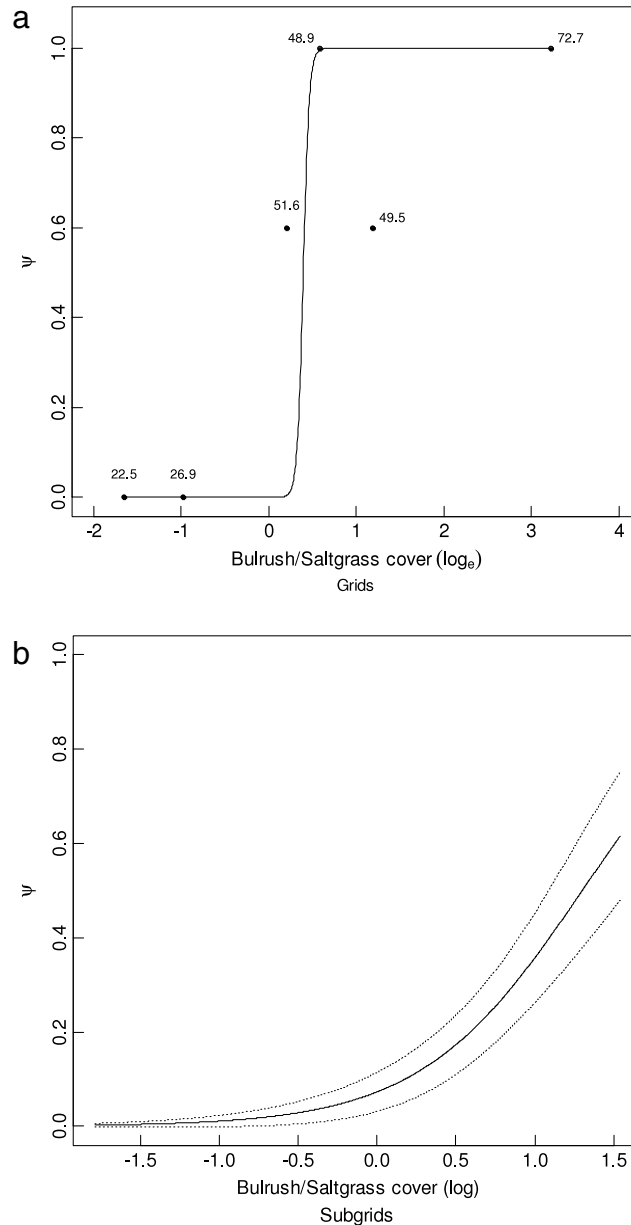 a
48.9 72.7
1.0
0.8
51.6 49.5
0.6
ψ
0.4
0.2
22.5 26.9
0.0
-2 -1 0 1 2 3 4
Bulrush/Saltgrass cover (logₑ)
Grids
b
1.0
0.8
0.6
ψ
0.4
0.2
0.0
-1.5 -1.0 -0.5 0.0 0.5 1.0 1.5
Bulrush/Saltgrass cover (log)
Subgrids